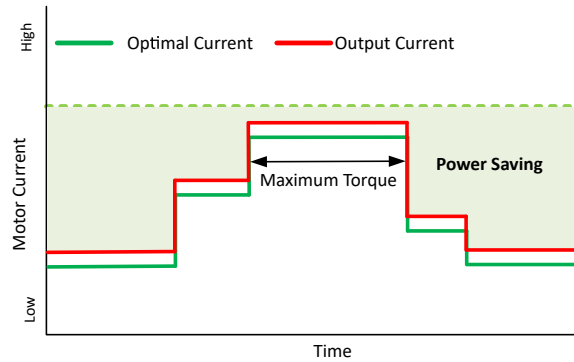 High
Optimal Current
Output Current
Motor Current
Maximum Torque
Power Saving
Low
Time